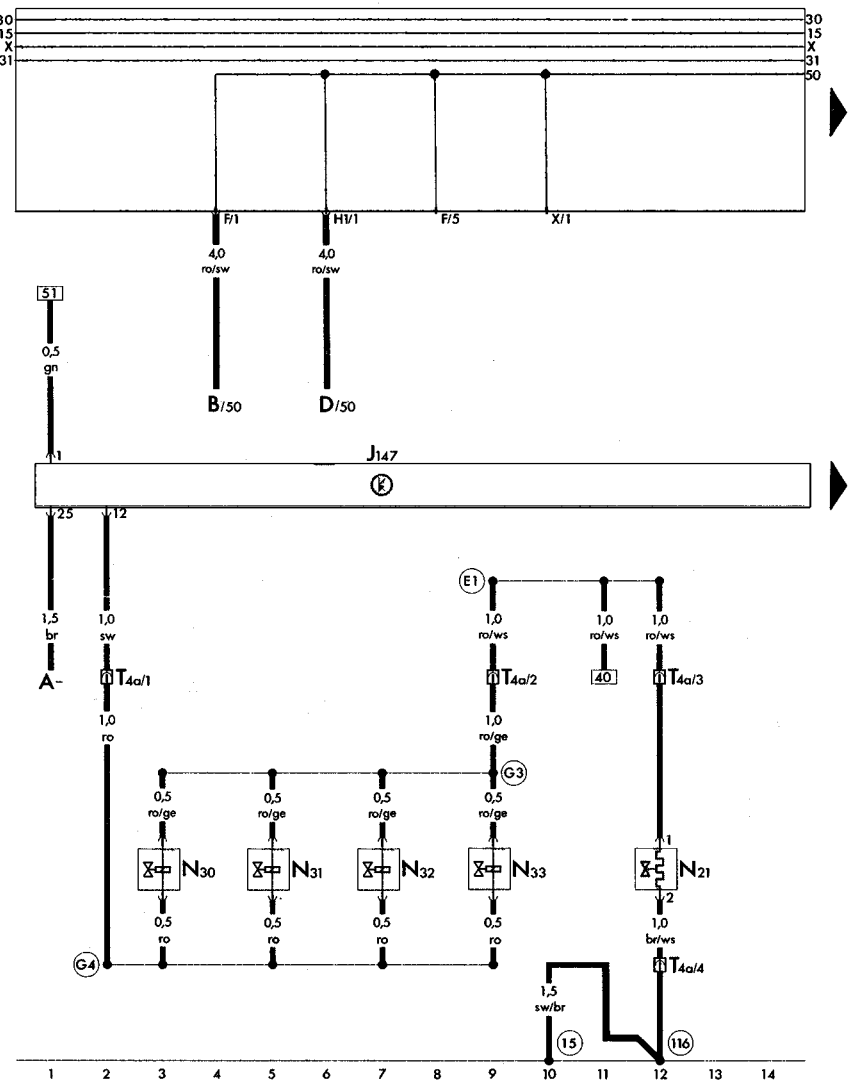 30 30
15 15
X X
31 31
50
F/1 H1/1 F/5 X/1
4,0 4,0
ro/sw ro/sw
51
0,5
gn
B/50 D/50
1 J147
25 12
E1
1,5 1,0 1,0 1,0 1,0
br sw ro/ws ro/ws ro/ws
A- T4a/1 T4a/2 40 T4a/3
1,0 1,0
ro ro/ge
G3
0,5 0,5 0,5 0,5
ro/ge ro/ge ro/ge ro/ge
1
N30 N31 N32 N33 N21
2
0,5 0,5 0,5 0,5 1,0
ro ro ro ro br/ws
G4 T4a/4
1,5
sw/br
15 116
1 2 3 4 5 6 7 8 9 10 11 12 13 14